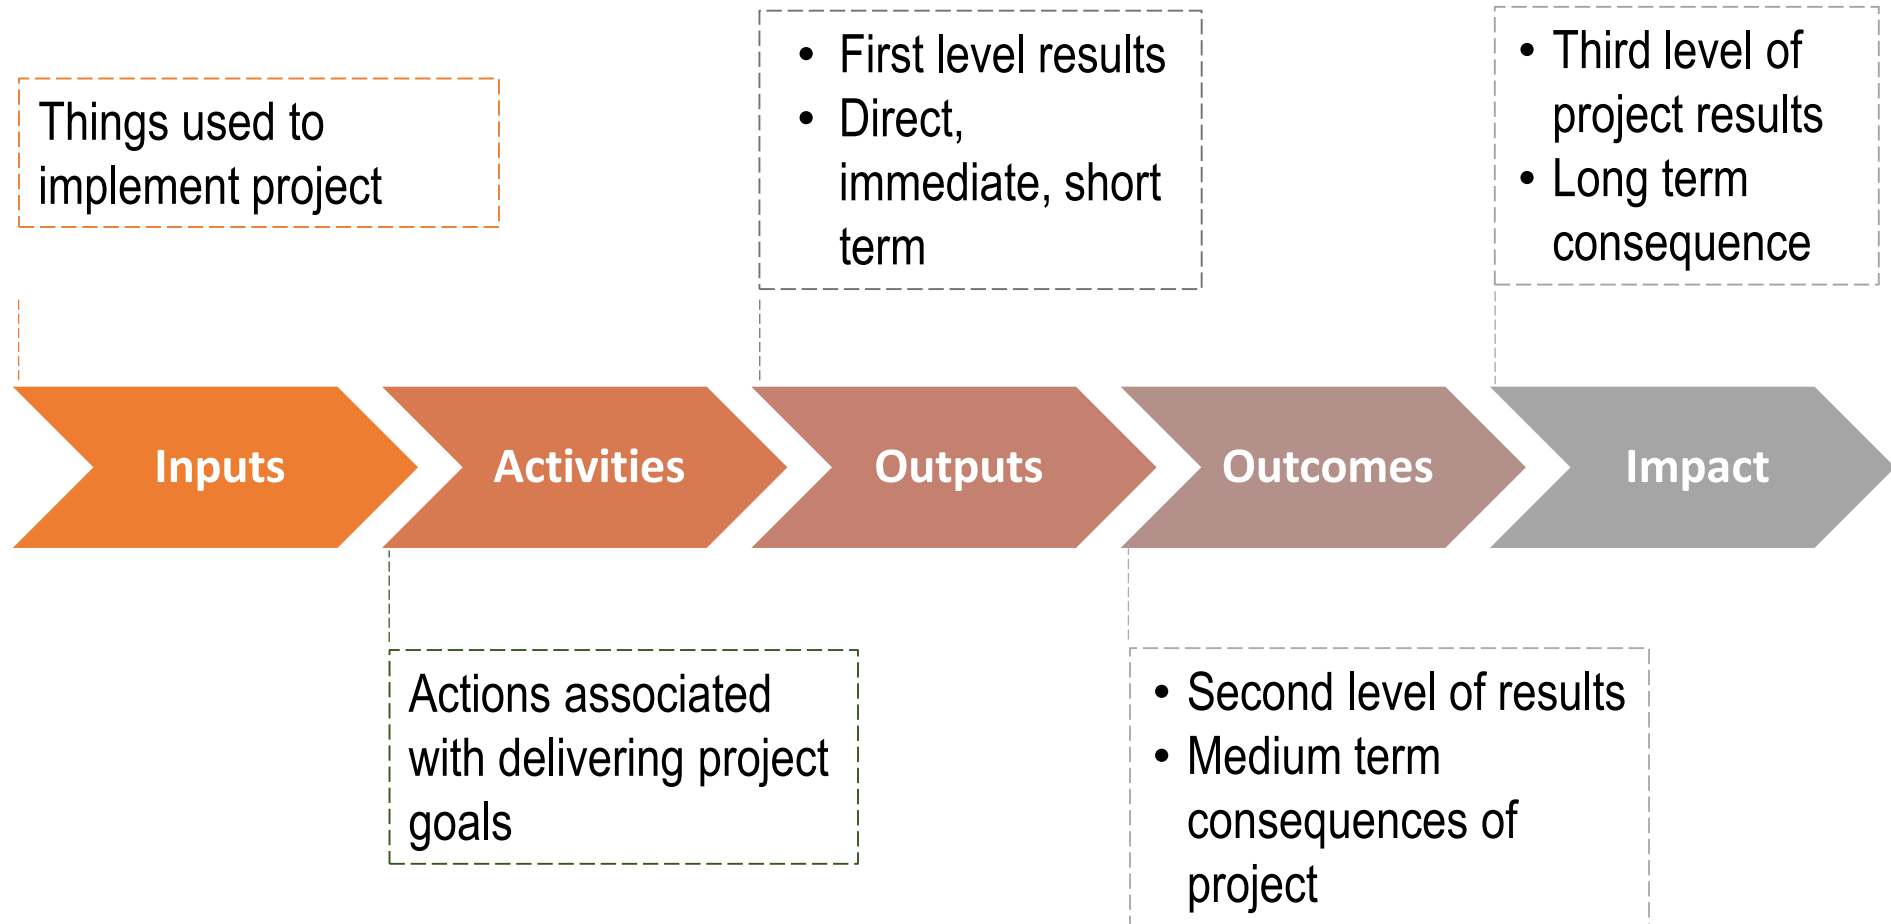 Things used to
implement project
• First level results
• Direct,
immediate, short
term
• Third level of
project results
• Long term
consequence
Inputs
Activities
Outputs
Outcomes
Impact
Actions associated
with delivering project
goals
• Second level of results
• Medium term
consequences of
project